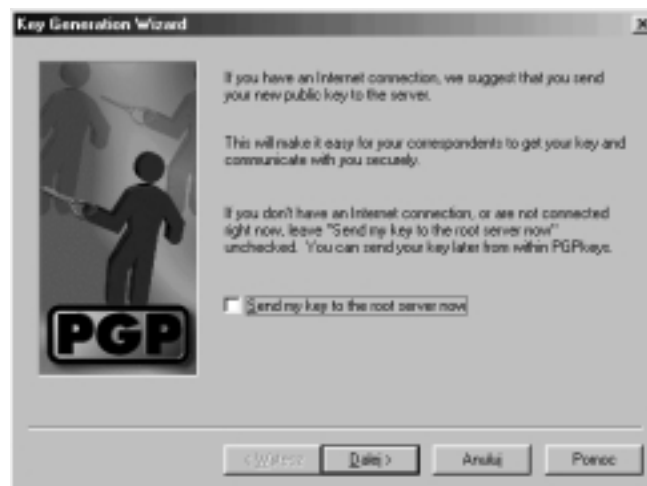 Key Generation Wizard
If you have an Internet connection, we suggest that you send
your new public key to the server.
This will make it easy for your correspondents to get your key and
communicate with you securely.
If you don't have an Internet connection, or are not connected
right now, leave "Send my key to the root server now"
unchecked. You can send your key later from within PGPkeys.
Send my key to the root server now
PGP
< Wstecz Dalej > Anuluj Pomoc